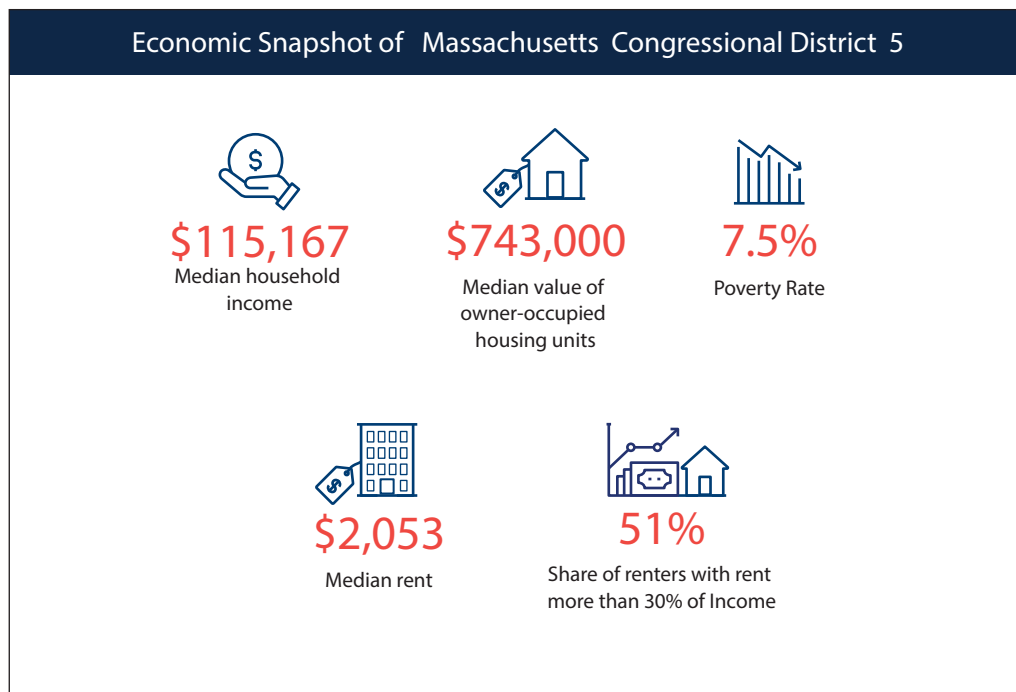 Economic Snapshot of Massachusetts Congressional District 5
$
$
$115,167
Median household
income
$743,000
Median value of
owner-occupied
housing units
7.5%
Poverty Rate
$
$2,053
Median rent
51%
Share of renters with rent
more than 30% of Income